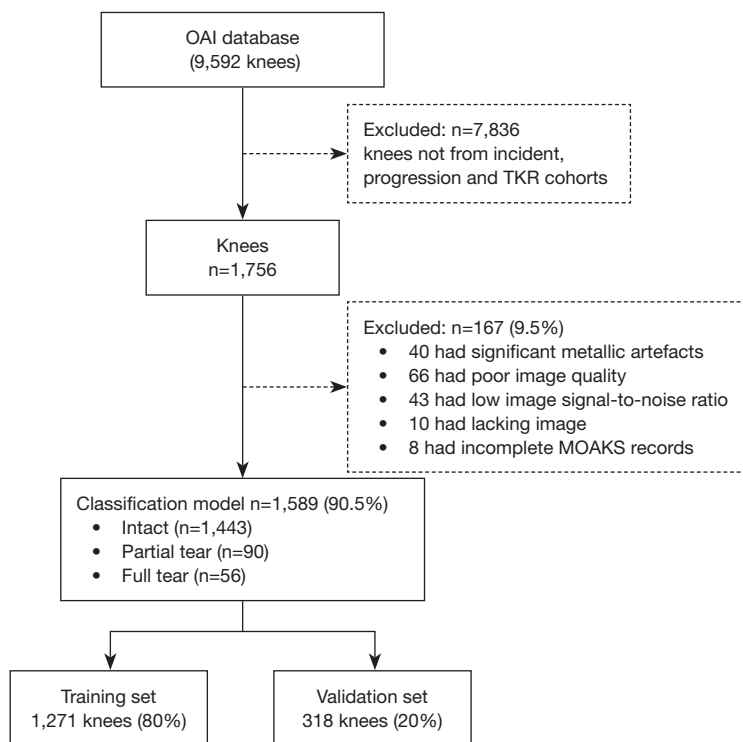 OAI database
(9,592 knees)
Excluded: n=7,836
knees not from incident,
progression and TKR cohorts
Knees
n=1,756
Excluded: n=167 (9.5%)
• 40 had significant metallic artefacts
• 66 had poor image quality
• 43 had low image signal-to-noise ratio
• 10 had lacking image
• 8 had incomplete MOAKS records
Classification model n=1,589 (90.5%)
• Intact (n=1,443)
• Partial tear (n=90)
• Full tear (n=56)
Training set
1,271 knees (80%)
Validation set
318 knees (20%)